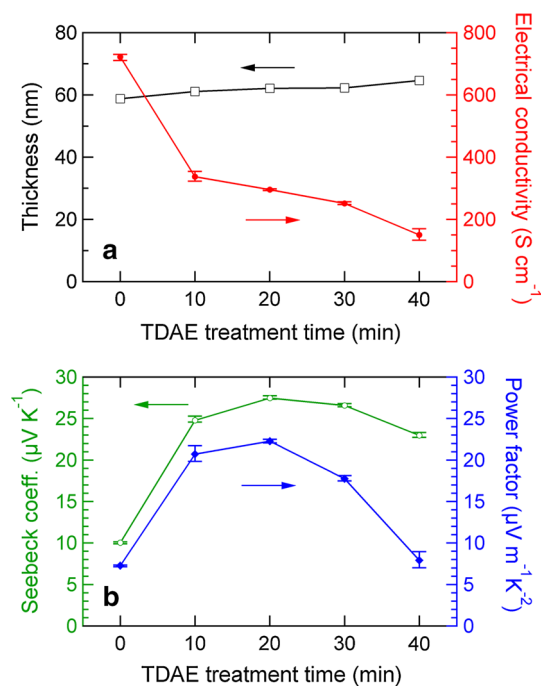 80
60
40
20
0
Thickness (nm)
800
600
400
200
0
Electrical conductivity (S cm⁻¹)
a
0 10 20 30 40
TDAE treatment time (min)
30
25
20
15
10
5
0
Seebeck coeff. (µV K⁻¹)
30
25
20
15
10
5
0
Power factor (µV m⁻¹K⁻²)
b
0 10 20 30 40
TDAE treatment time (min)